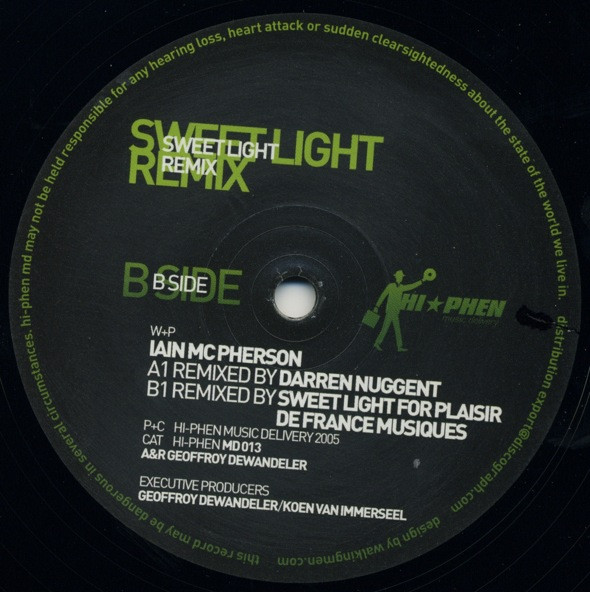 SWEET LIGHT
REMIX
SWEET LIGHT
REMIX
B SIDE
B SIDE
HI★PHEN
music delivery
W+P
IAIN MC PHERSON
A1 REMIXED BY DARREN NUGENT
B1 REMIXED BY SWEET LIGHT FOR PLAISIR
DE FRANCE MUSIQUES
P+C HI-PHEN MUSIC DELIVERY 2005
CAT HI-PHEN MD 013
A&R GEOFFROY DEWANDELER
EXECUTIVE PRODUCERS
GEOFFROY DEWANDELER/KOEN VAN IMMERSEEL
this record may be dangerous in several circumstances. hi-phen md may not be held responsible for any hearing loss, heart attack or sudden clearsightedness about the state of the world we live in. distribution export@discograph.com design by walkingmen.com